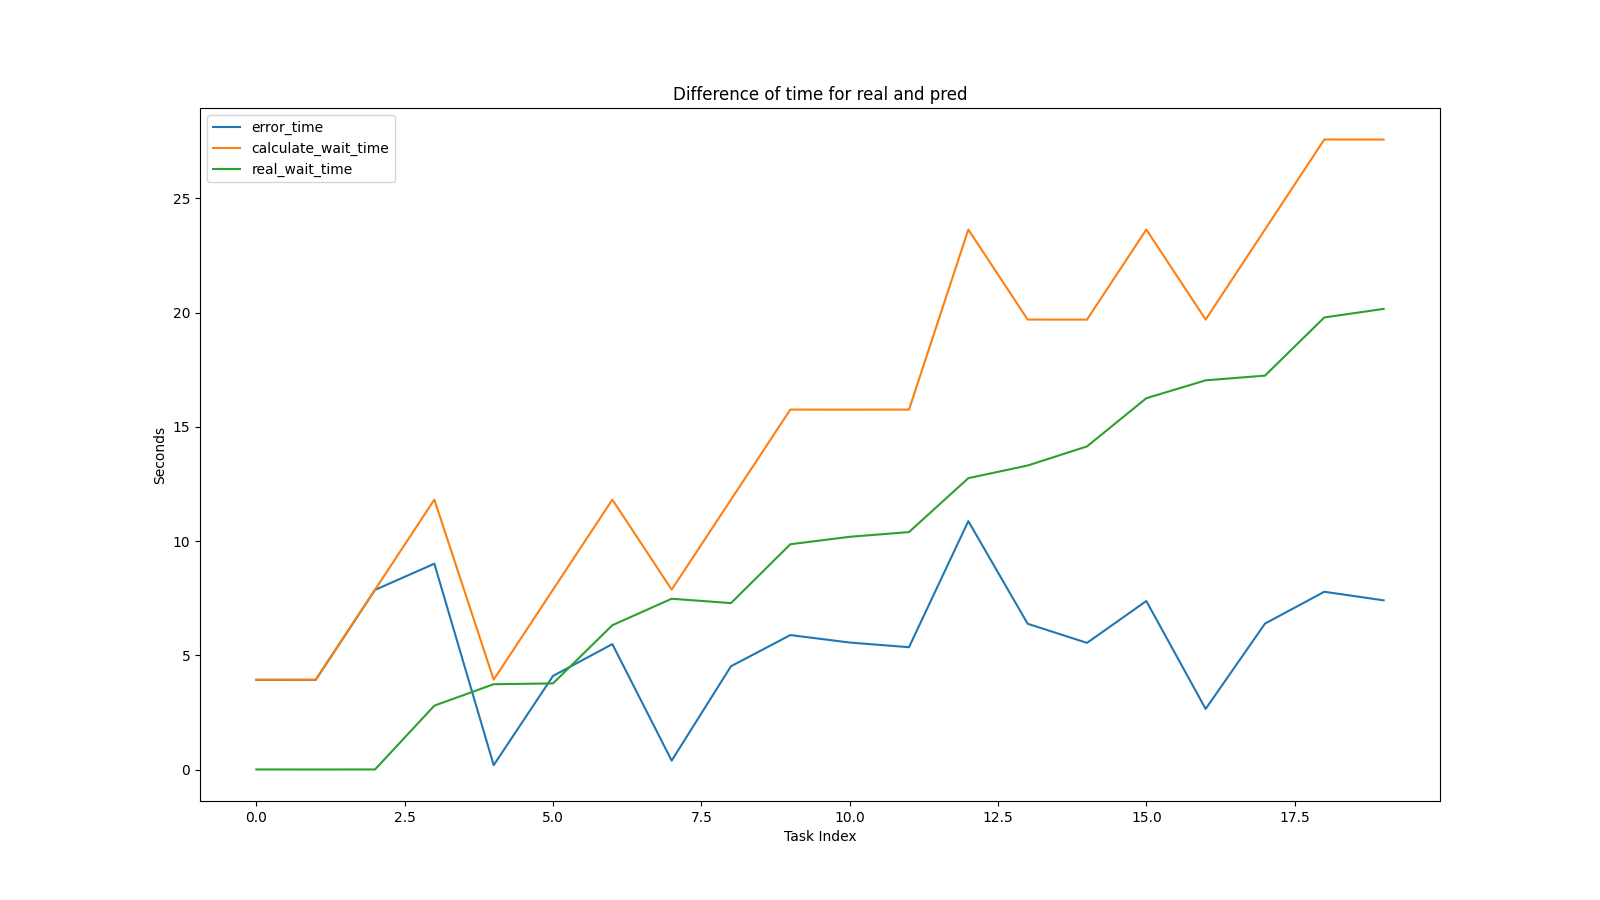 Difference of time for real and pred
error_time
calculate_wait_time
real_wait_time
25
20
15
10
5
0
Seconds
0.0 2.5 5.0 7.5 10.0 12.5 15.0 17.5
Task Index